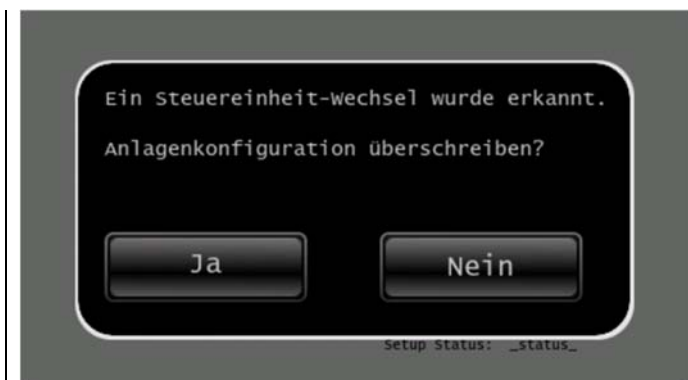 Ein Steuereinheit-Wechsel wurde erkannt.
Anlagenkonfiguration überschreiben?
Ja
Nein
Setup Status: _status_